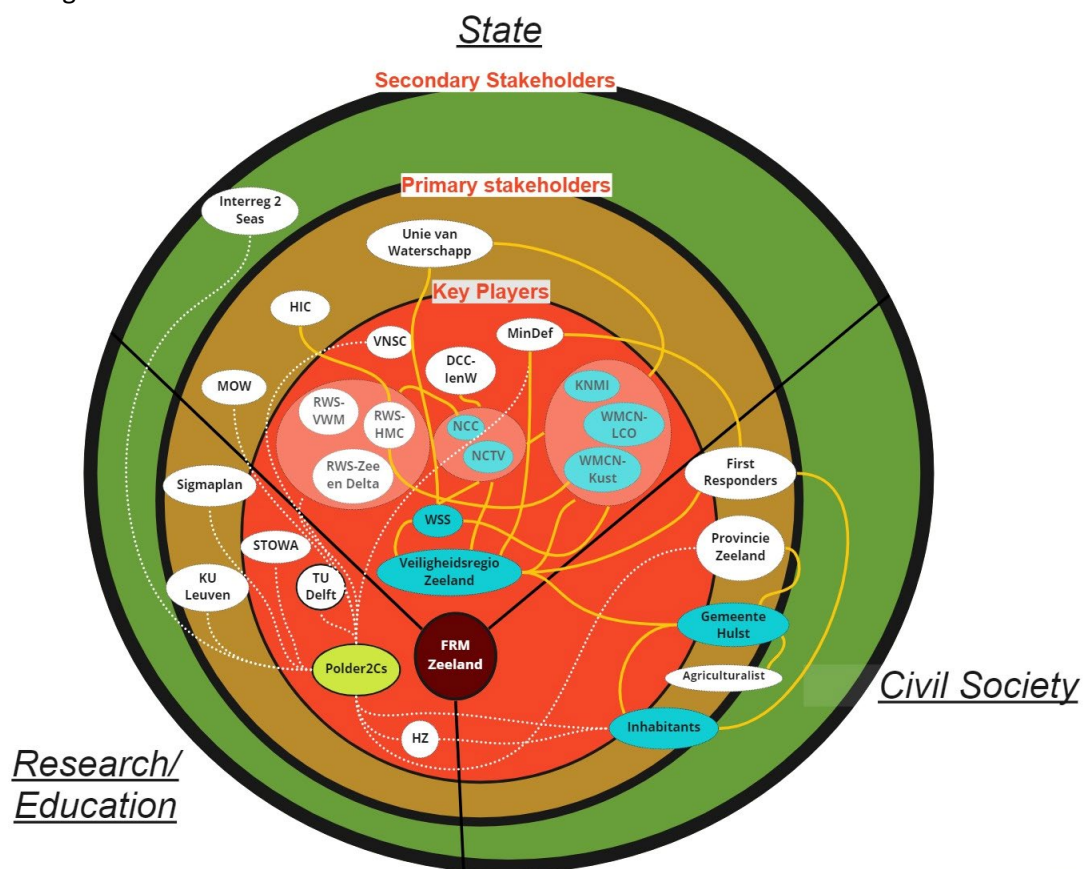 State
Secondary Stakeholders
Primary stakeholders
Interreg 2
Seas
Unie van
Waterschapp
Key Players
HIC
VNSC
MinDef
DCC-
IenW
MOW
KNMI
RWS-
VWM
RWS-
HMC
NCC
WMCN-
LCO
NCTV
WMCN-
Kust
RWS-Zee
en Delta
Sigmaplan
First
Responders
WSS
STOWA
Provincie
Zeeland
Veiligheidsregio
Zeeland
KU
Leuven
TU
Delft
Gemeente
Hulst
FRM
Zeeland
Polder2Cs
Agriculturalist
Civil Society
Inhabitants
HZ
Research/
Education